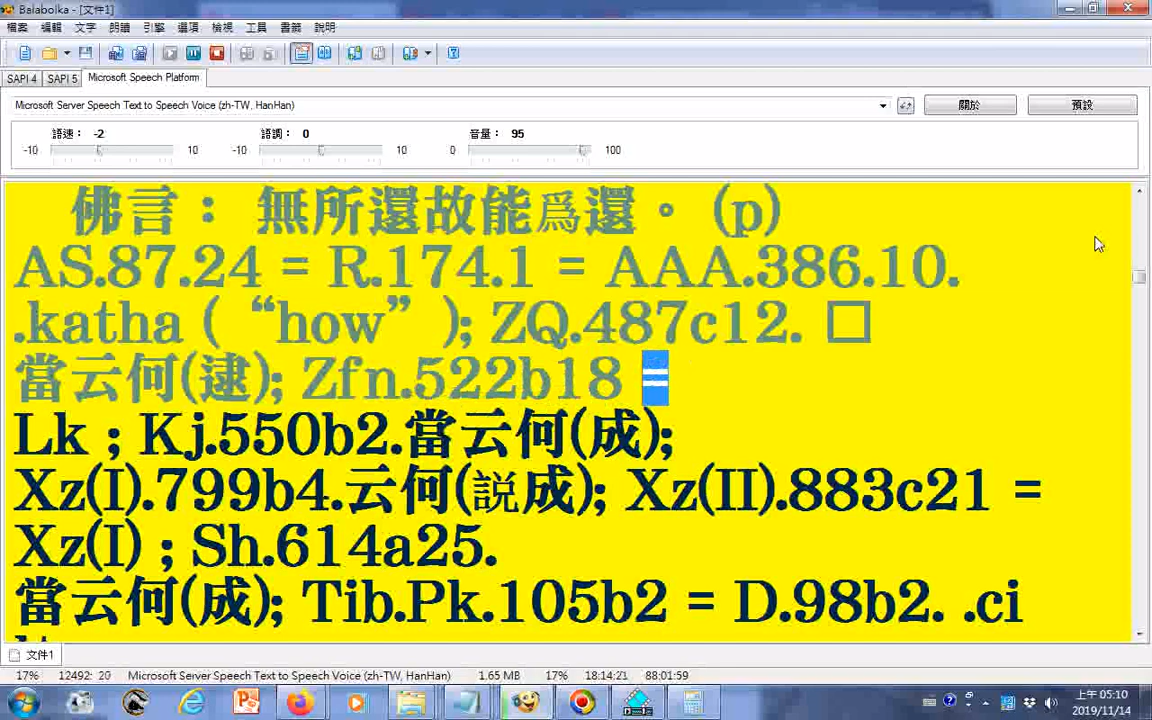 Balabolka - [文件1]
檔案 編輯 文字 朗讀 引擎 選項 檢視 工具 書籤 說明
SAPI 4 SAPI 5 Microsoft Speech Platform
Microsoft Server Speech Text to Speech Voice (zh-TW, HanHan) 關於 預設
語速： -2 語調： 0 音量： 95
-10 10 -10 10 0 100
佛言： 無所還故能爲還。 (p)
AS.87.24 = R.174.1 = AAA.386.10.
.katha (“how”); ZQ.487c12. □
當云何(逮); Zfn.522b18 =
Lk ; Kj.550b2.當云何(成);
Xz(I).799b4.云何(説成); Xz(II).883c21 =
Xz(I) ; Sh.614a25.
當云何(成); Tib.Pk.105b2 = D.98b2. .ci
文件1
17% 12492: 20 Microsoft Server Speech Text to Speech Voice (zh-TW, HanHan) 1.65 MB 17% 18:14:21 88:01:59
上午 05:10
2019/11/14